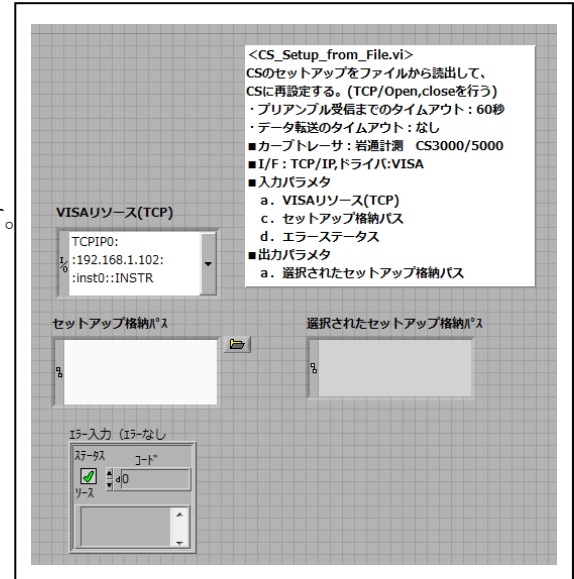 <CS_Setup_from_File.vi>
CSのセットアップをファイルから読出して、
CSに再設定する。(TCP/Open,closeを行う)
・プリアンブル受信までのタイムアウト：60秒
・データ転送のタイムアウト：なし
■カーブトレーサ：岩通計測　CS3000/5000
■I/F：TCP/IP,ドライバ:VISA
■入力パラメタ
a．VISAリソース(TCP)
c．セットアップ格納パス
d．エラーステータス
■出力パラメタ
a．選択されたセットアップ格納パス
。
VISAリソース(TCP)
I/O
TCPIP0:
:192.168.1.102:
:inst0::INSTR
セットアップ格納ﾊﾟｽ
選択されたセットアップ格納ﾊﾟｽ
ｴﾗｰ入力（ｴﾗｰなし
ｽﾃｰﾀｽ
ｺｰﾄﾞ
d0
ｿｰｽ